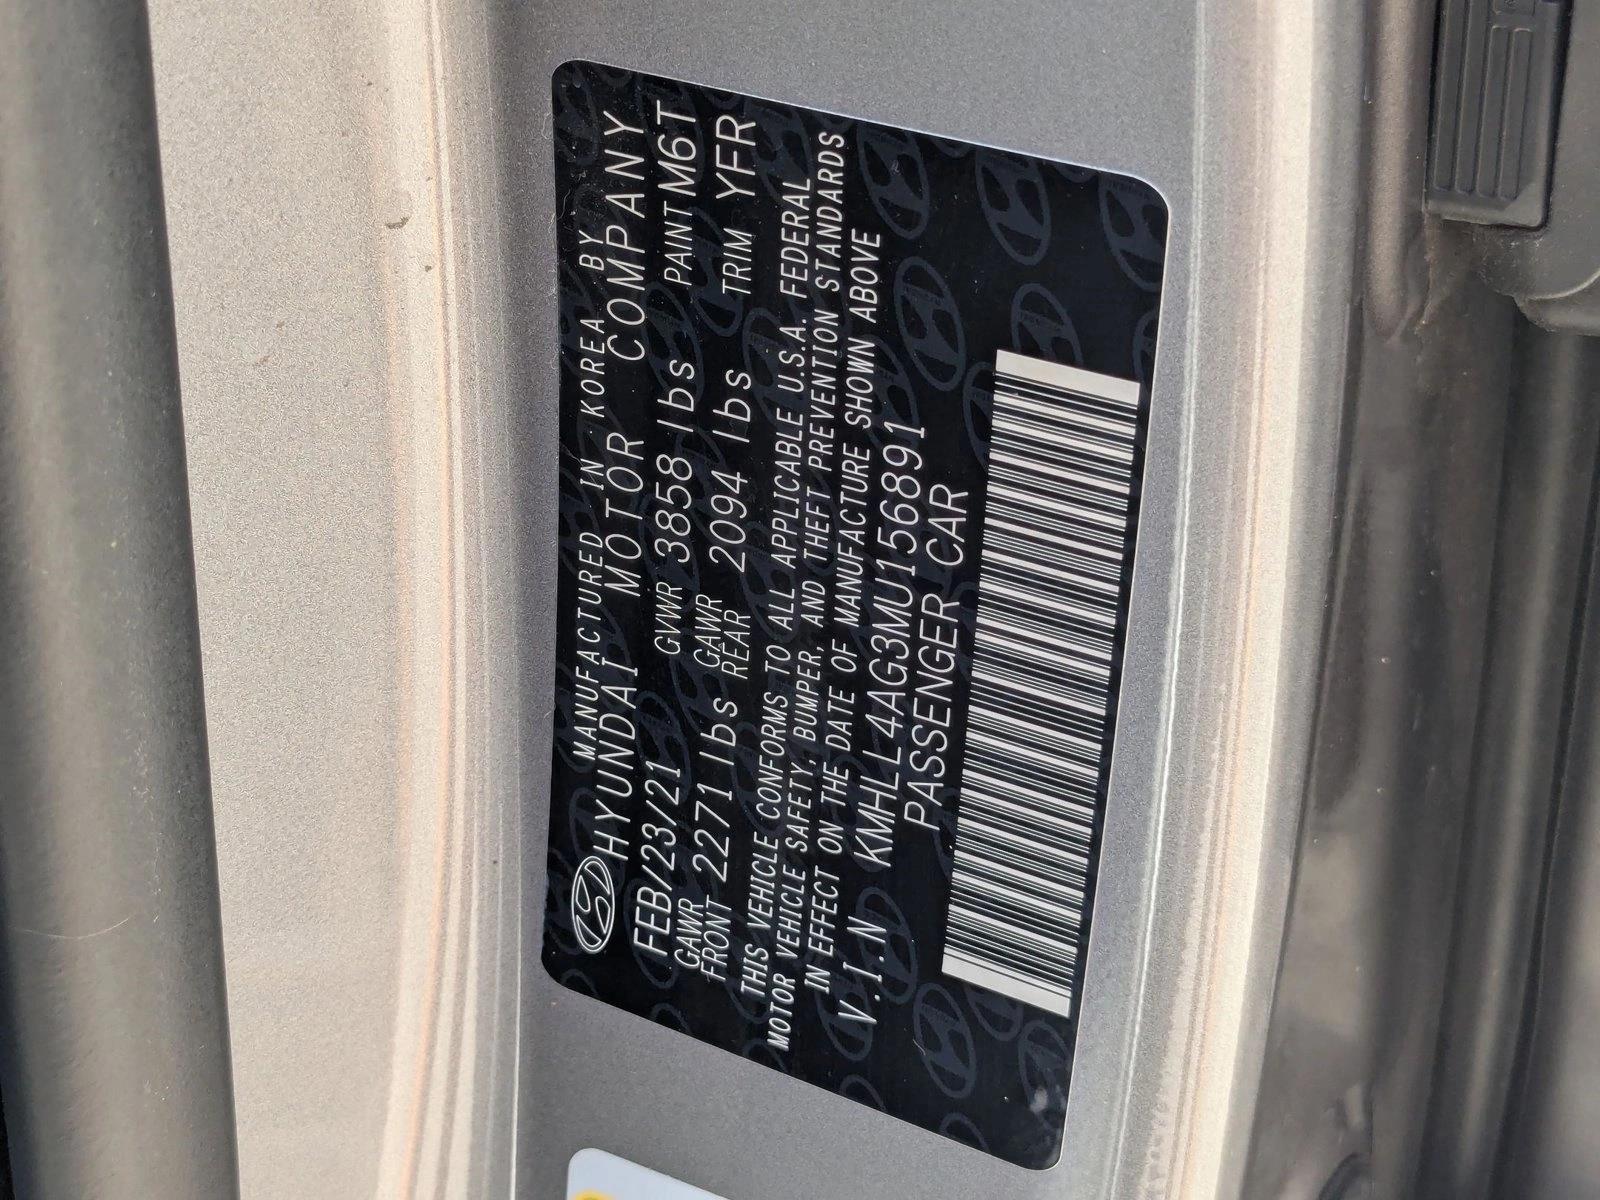 MANUFACTURED IN KOREA BY
HYUNDAI MOTOR COMPANY
FEB/23/21 GVWR 3858 lbs PAINT M6T
GAWR FRONT 2271 lbs GAWR REAR 2094 lbs TRIM YFR
THIS VEHICLE CONFORMS TO ALL APPLICABLE U.S.A. FEDERAL
MOTOR VEHICLE SAFETY, BUMPER, AND THEFT PREVENTION STANDARDS
IN EFFECT ON THE DATE OF MANUFACTURE SHOWN ABOVE
V.I.N KMHLL4AG3MU156891
PASSENGER CAR